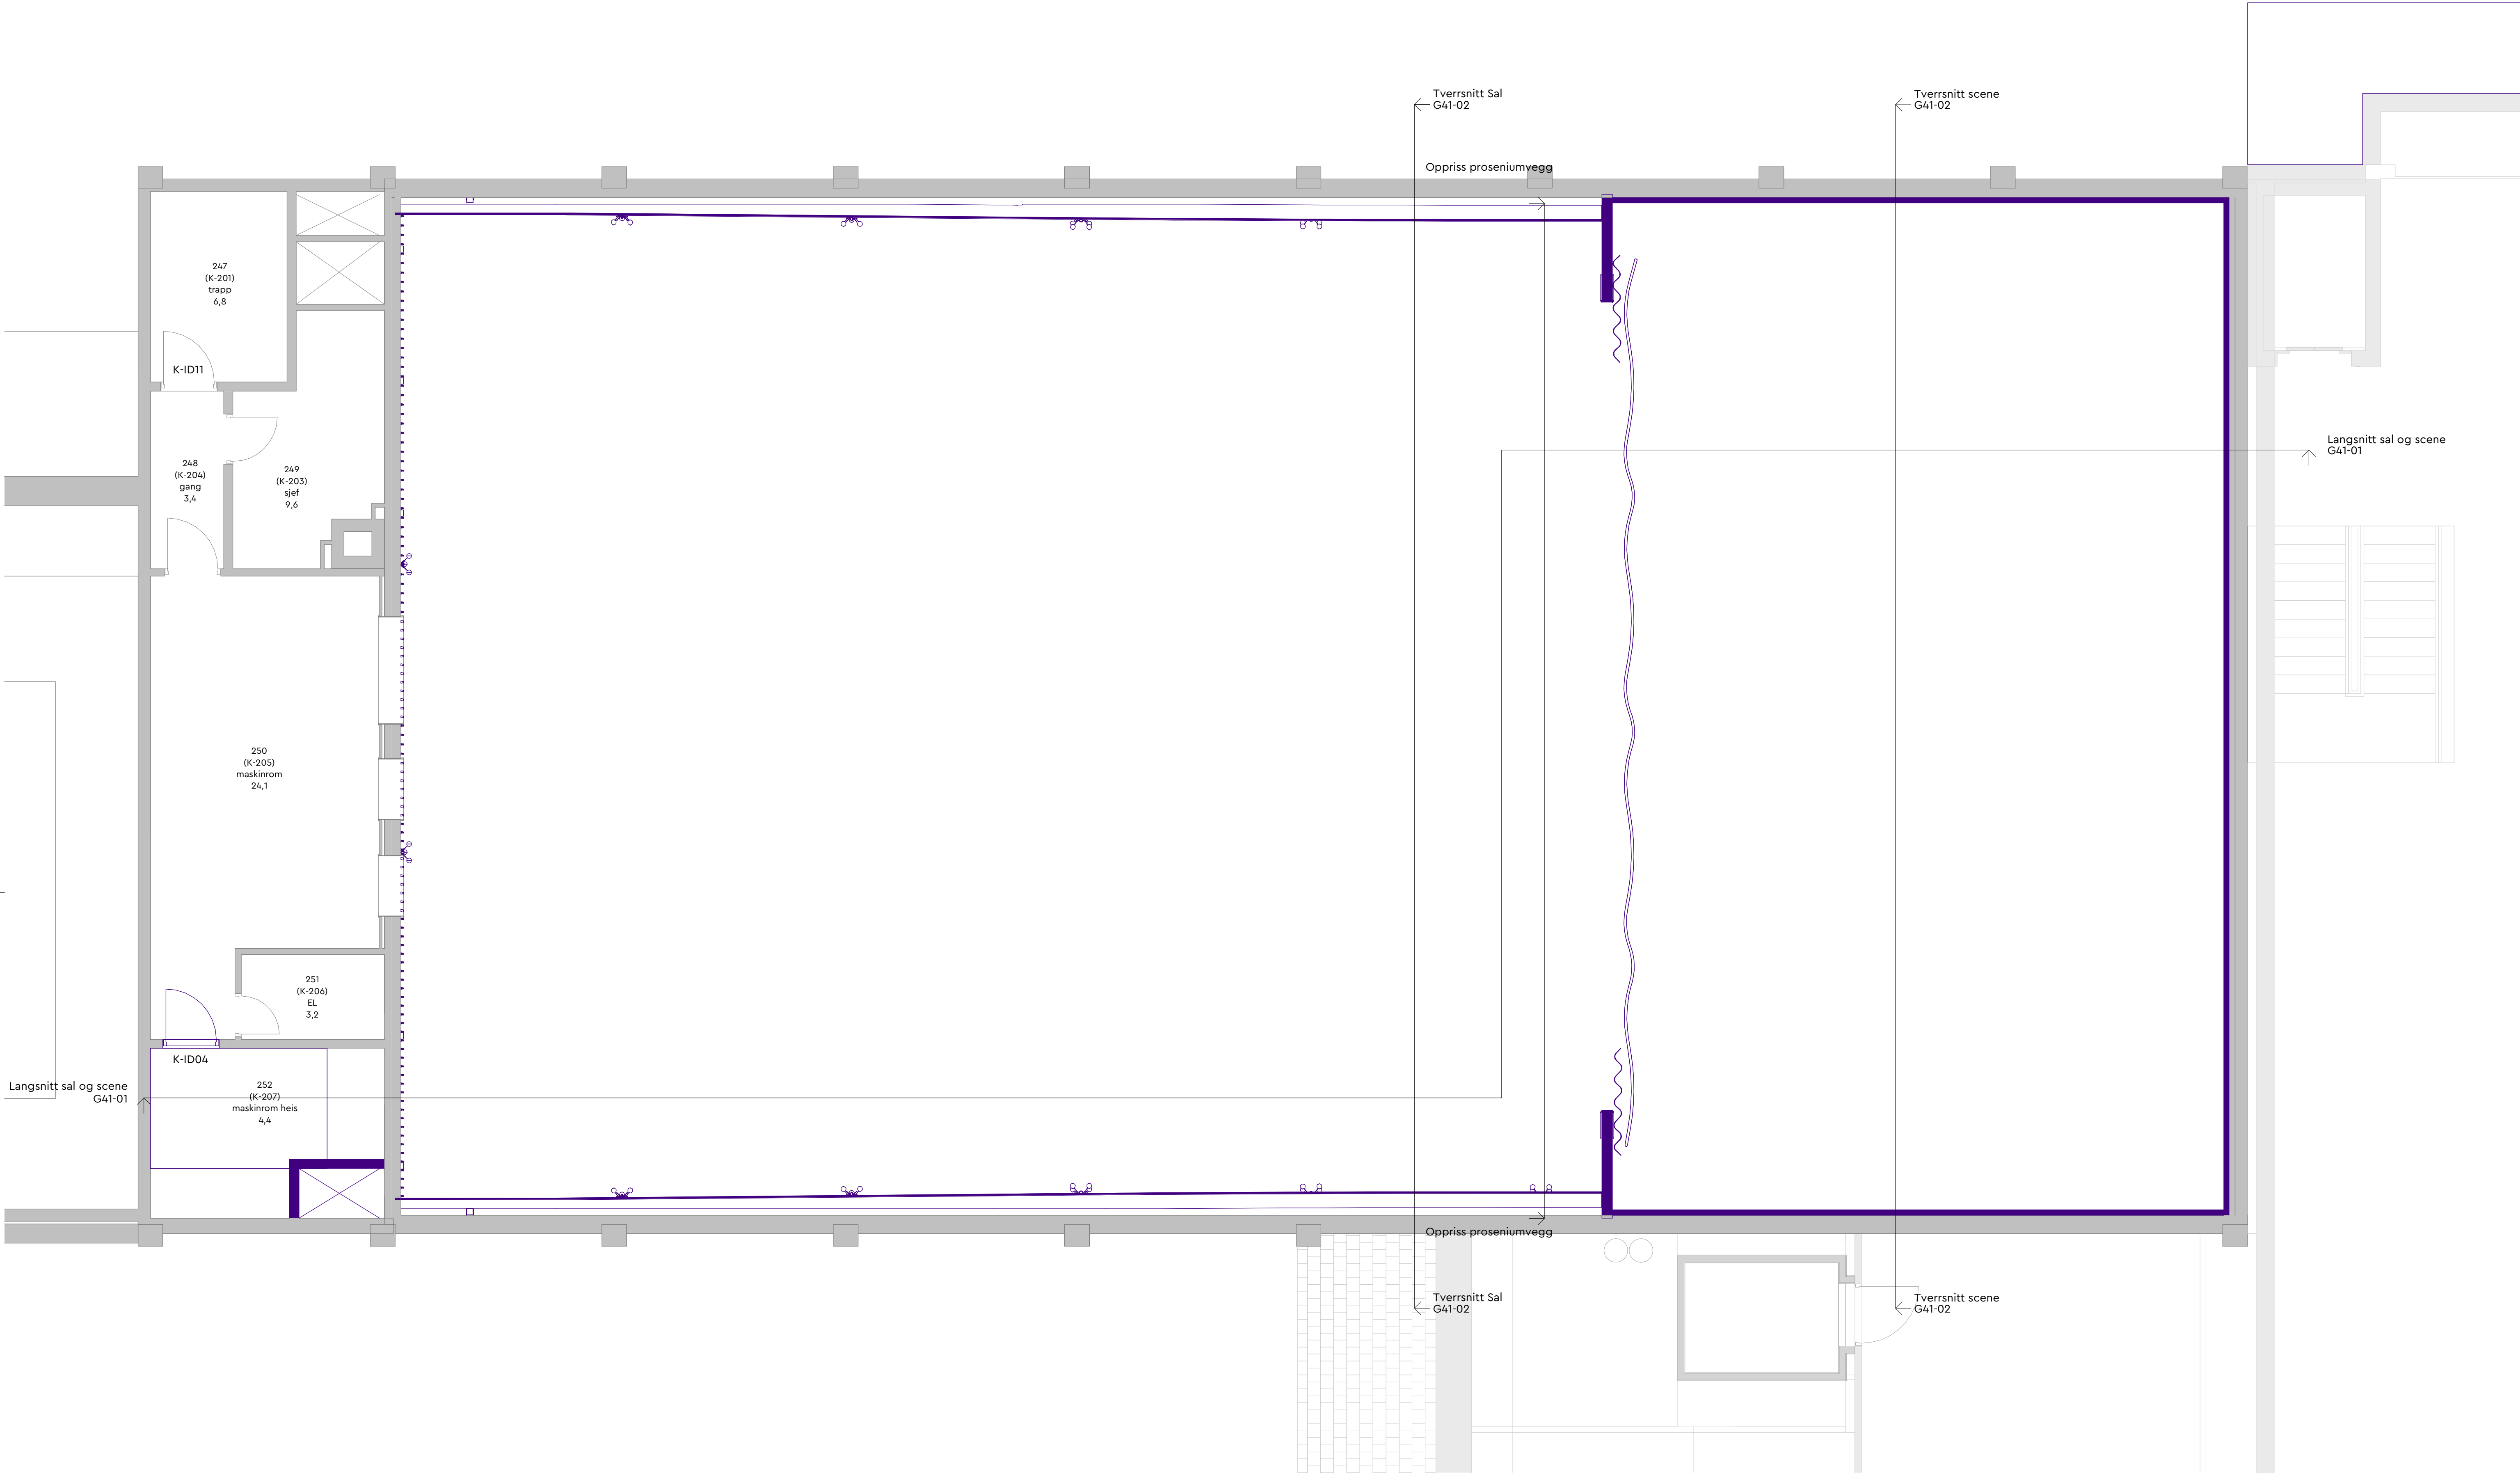 Tverrsnitt Sal
G41-02
Tverrsnitt scene
G41-02
Oppriss proseniumvegg
247
(K-201)
trapp
6,8
K-ID11
248
(K-204)
gang
3,4
249
(K-203)
sjef
9,6
Langsnitt sal og scene
G41-01
250
(K-205)
maskinrom
24,1
251
(K-206)
EL
3,2
K-ID04
252
(K-207)
maskinrom heis
4,4
Langsnitt sal og scene
G41-01
Oppriss proseniumvegg
Tverrsnitt Sal
G41-02
Tverrsnitt scene
G41-02